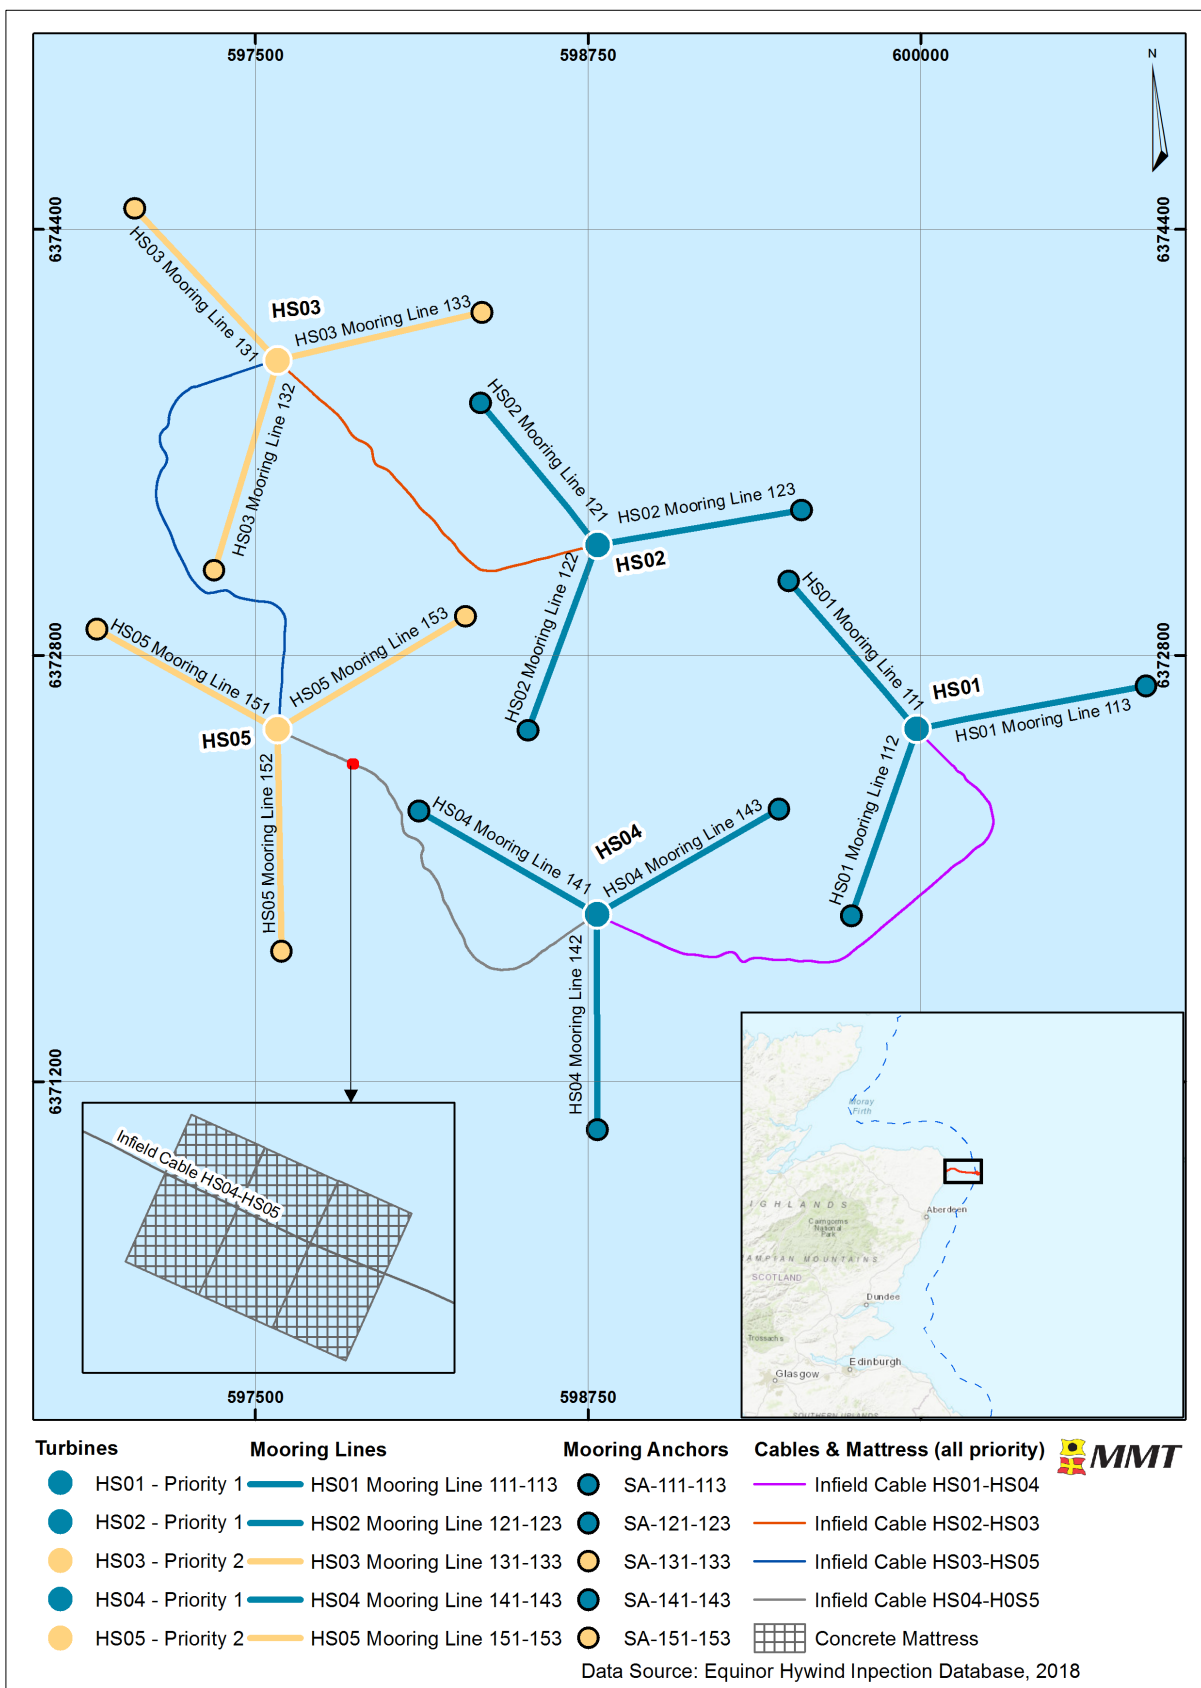 597500 598750 600000
N
6374400 6374400
HS03
HS03 Mooring Line 131
HS03 Mooring Line 133
HS03 Mooring Line 132
HS02 Mooring Line 121
HS02 Mooring Line 123
HS02
HS02 Mooring Line 122
HS01 Mooring Line 111
HS05 Mooring Line 151
HS05 Mooring Line 153
6372800 6372800
HS01
HS01 Mooring Line 113
HS01 Mooring Line 112
HS05
HS05 Mooring Line 152
HS04 Mooring Line 141
HS04
HS04 Mooring Line 143
HS04 Mooring Line 142
6371200
Infield Cable HS04-HS05
Moray
Firth
IGHLANDS
Cairngorms
National
Park
Aberdeen
AMPIAN MOUNTAINS
SCOTLAND
Dundee
Trossachs
Edinburgh
Glasgow
SOUTHERN UPLANDS
597500 598750
Turbines Mooring Lines Mooring Anchors Cables & Mattress (all priority) MMT
HS01 - Priority 1 HS01 Mooring Line 111-113 SA-111-113 Infield Cable HS01-HS04
HS02 - Priority 1 HS02 Mooring Line 121-123 SA-121-123 Infield Cable HS02-HS03
HS03 - Priority 2 HS03 Mooring Line 131-133 SA-131-133 Infield Cable HS03-HS05
HS04 - Priority 1 HS04 Mooring Line 141-143 SA-141-143 Infield Cable HS04-H0S5
HS05 - Priority 2 HS05 Mooring Line 151-153 SA-151-153 Concrete Mattress
Data Source: Equinor Hywind Inpection Database, 2018